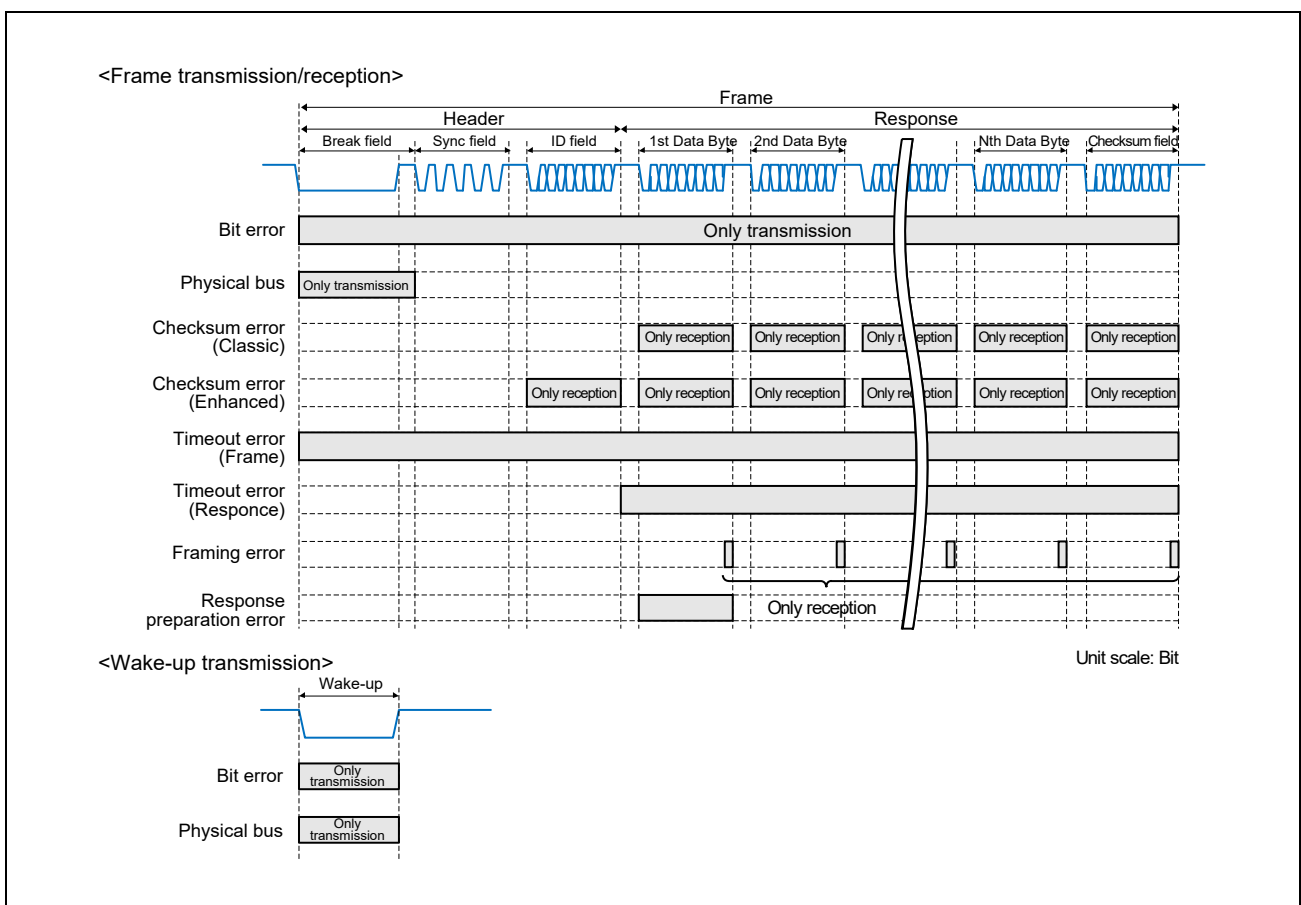 <Frame transmission/reception>
Frame
Header
Response
Break field
Sync field
ID field
1st Data Byte
2nd Data Byte
Nth Data Byte
Checksum field
Bit error
Only transmission
Physical bus
Only transmission
Checksum error
(Classic)
Only reception
Only reception
Only reception
Only reception
Only reception
Checksum error
(Enhanced)
Only reception
Only reception
Only reception
Only reception
Only reception
Only reception
Timeout error
(Frame)
Timeout error
(Responce)
Framing error
Only reception
Response
preparation error
Unit scale: Bit
<Wake-up transmission>
Wake-up
Bit error
Only
transmission
Physical bus
Only
transmission